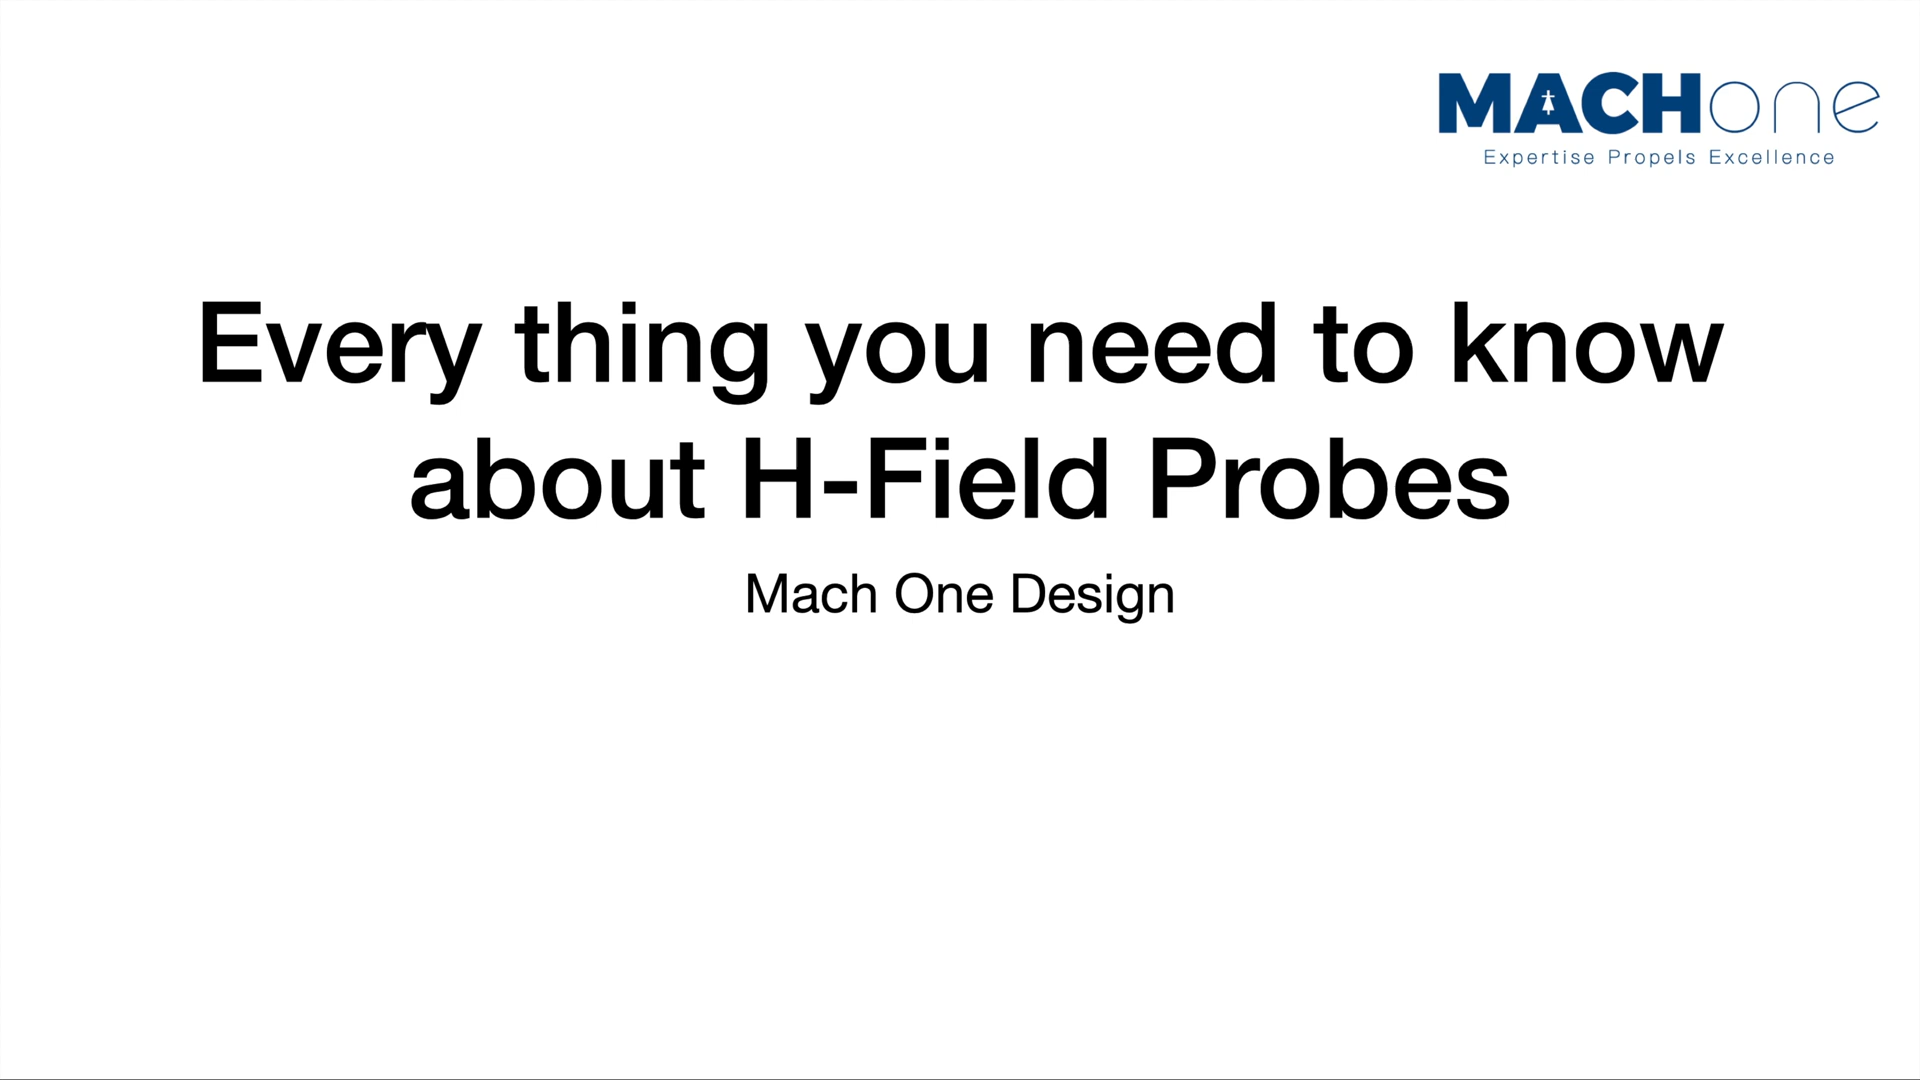 MACHone
Expertise Propels Excellence
Every thing you need to know
about H-Field Probes
Mach One Design